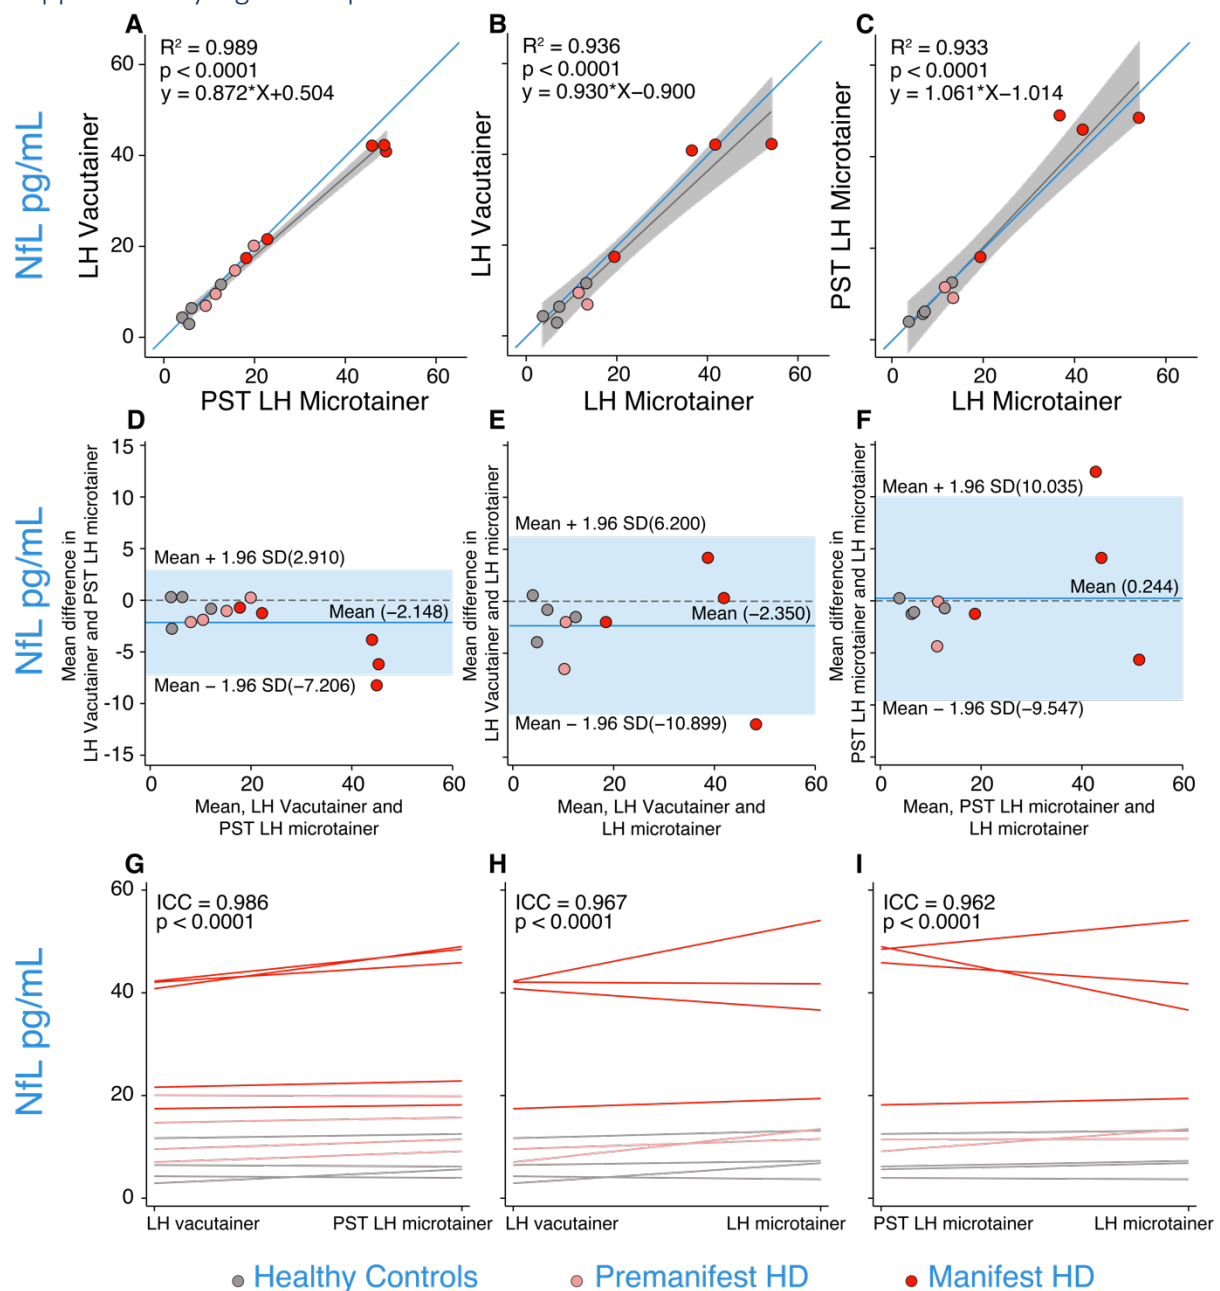 A
R² = 0.989
p < 0.0001
y = 0.872*X+0.504
60
40
20
0
LH Vacutainer
0 20 40 60
PST LH Microtainer
B
R² = 0.936
p < 0.0001
y = 0.930*X−0.900
LH Vacutainer
0 20 40 60
LH Microtainer
C
R² = 0.933
p < 0.0001
y = 1.061*X−1.014
PST LH Microtainer
0 20 40 60
LH Microtainer
NfL pg/mL
D
15
10
5
0
-5
-10
-15
Mean difference in
LH Vacutainer and PST LH microtainer
Mean + 1.96 SD(2.910)
Mean (−2.148)
Mean − 1.96 SD(−7.206)
0 20 40 60
Mean, LH Vacutainer and
PST LH microtainer
E
Mean difference in
LH Vacutainer and LH microtainer
Mean + 1.96 SD(6.200)
Mean (−2.350)
Mean − 1.96 SD(−10.899)
0 20 40 60
Mean, LH Vacutainer and
LH microtainer
F
Mean difference in
PST LH microtainer and LH microtainer
Mean + 1.96 SD(10.035)
Mean (0.244)
Mean − 1.96 SD(−9.547)
0 20 40 60
Mean, PST LH microtainer and
LH microtainer
NfL pg/mL
G
ICC = 0.986
p < 0.0001
60
40
20
0
LH vacutainer PST LH microtainer
H
ICC = 0.967
p < 0.0001
LH vacutainer LH microtainer
I
ICC = 0.962
p < 0.0001
PST LH microtainer LH microtainer
NfL pg/mL
Healthy Controls Premanifest HD Manifest HD